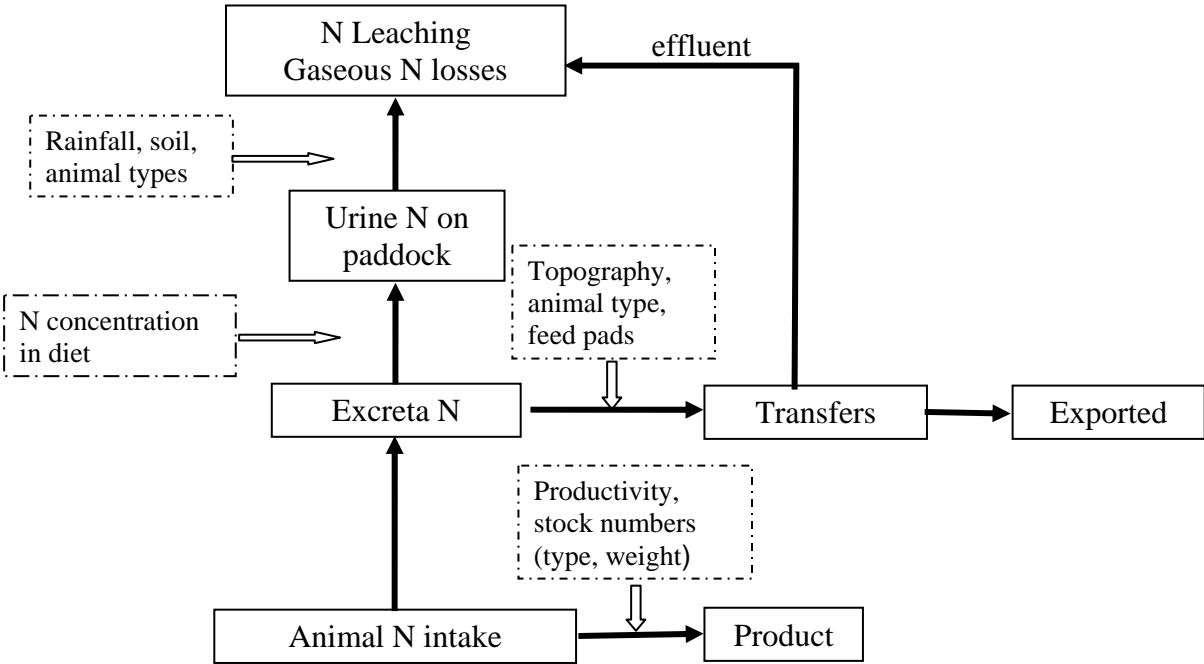 N Leaching
Gaseous N losses
effluent
Rainfall, soil,
animal types
Urine N on
paddock
Topography,
animal type,
feed pads
N concentration
in diet
Excreta N
Transfers
Exported
Productivity,
stock numbers
(type, weight)
Animal N intake
Product